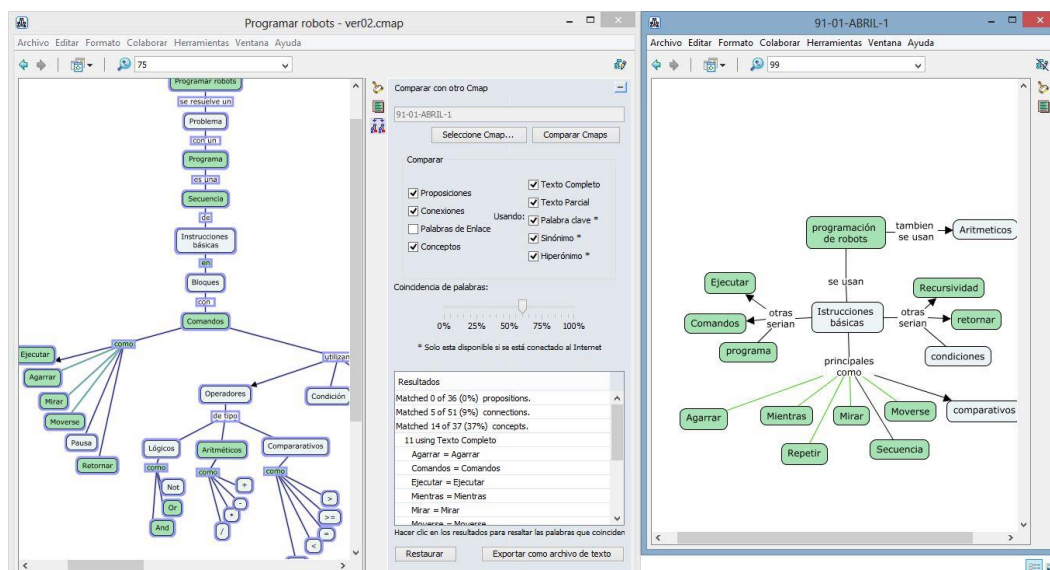 Programar robots - ver02.cmap
Archivo Editar Formato Colaborar Herramientas Ventana Ayuda
75
Programar robots
se resuelve un
Problema
con un
Programa
es una
Secuencia
de
Instrucciones
básicas
en
Bloques
con
Comandos
como
utilizan
Ejecutar
Agarrar
Mirar
Moverse
Pausa
Retornar
Operadores
Condición
de tipo
Lógicos
Aritméticos
Compararativos
como
como
como
Not
Or
And
+
-
*
/
>
>=
=
<
Comparar con otro Cmap
91-01-ABRIL-1
Seleccione Cmap...
Comparar Cmaps
Comparar
Proposiciones
Conexiones
Palabras de Enlace
Conceptos
Usando:
Texto Completo
Texto Parcial
Palabra clave *
Sinónimo *
Hiperónimo *
Coincidencia de palabras:
0% 25% 50% 75% 100%
* Solo esta disponible si se está conectado al Internet
Resultados
Matched 0 of 36 (0%) propositions.
Matched 5 of 51 (9%) connections.
Matched 14 of 37 (37%) concepts.
11 using Texto Completo
Agarrar = Agarrar
Comandos = Comandos
Ejecutar = Ejecutar
Mientras = Mientras
Mirar = Mirar
Moverse = Moverse
Hacer clic en los resultados para resaltar las palabras que coinciden
Restaurar
Exportar como archivo de texto
91-01-ABRIL-1
Archivo Editar Formato Colaborar Herramientas Ventana Ayuda
99
programación
de robots
tambien
se usan
Aritmeticos
se usan
Ejecutar
Comandos
programa
otras
serian
Istrucciones
básicas
otras
serian
Recursividad
retornar
condiciones
principales
como
Agarrar
Mientras
Mirar
Moverse
comparativos
Repetir
Secuencia